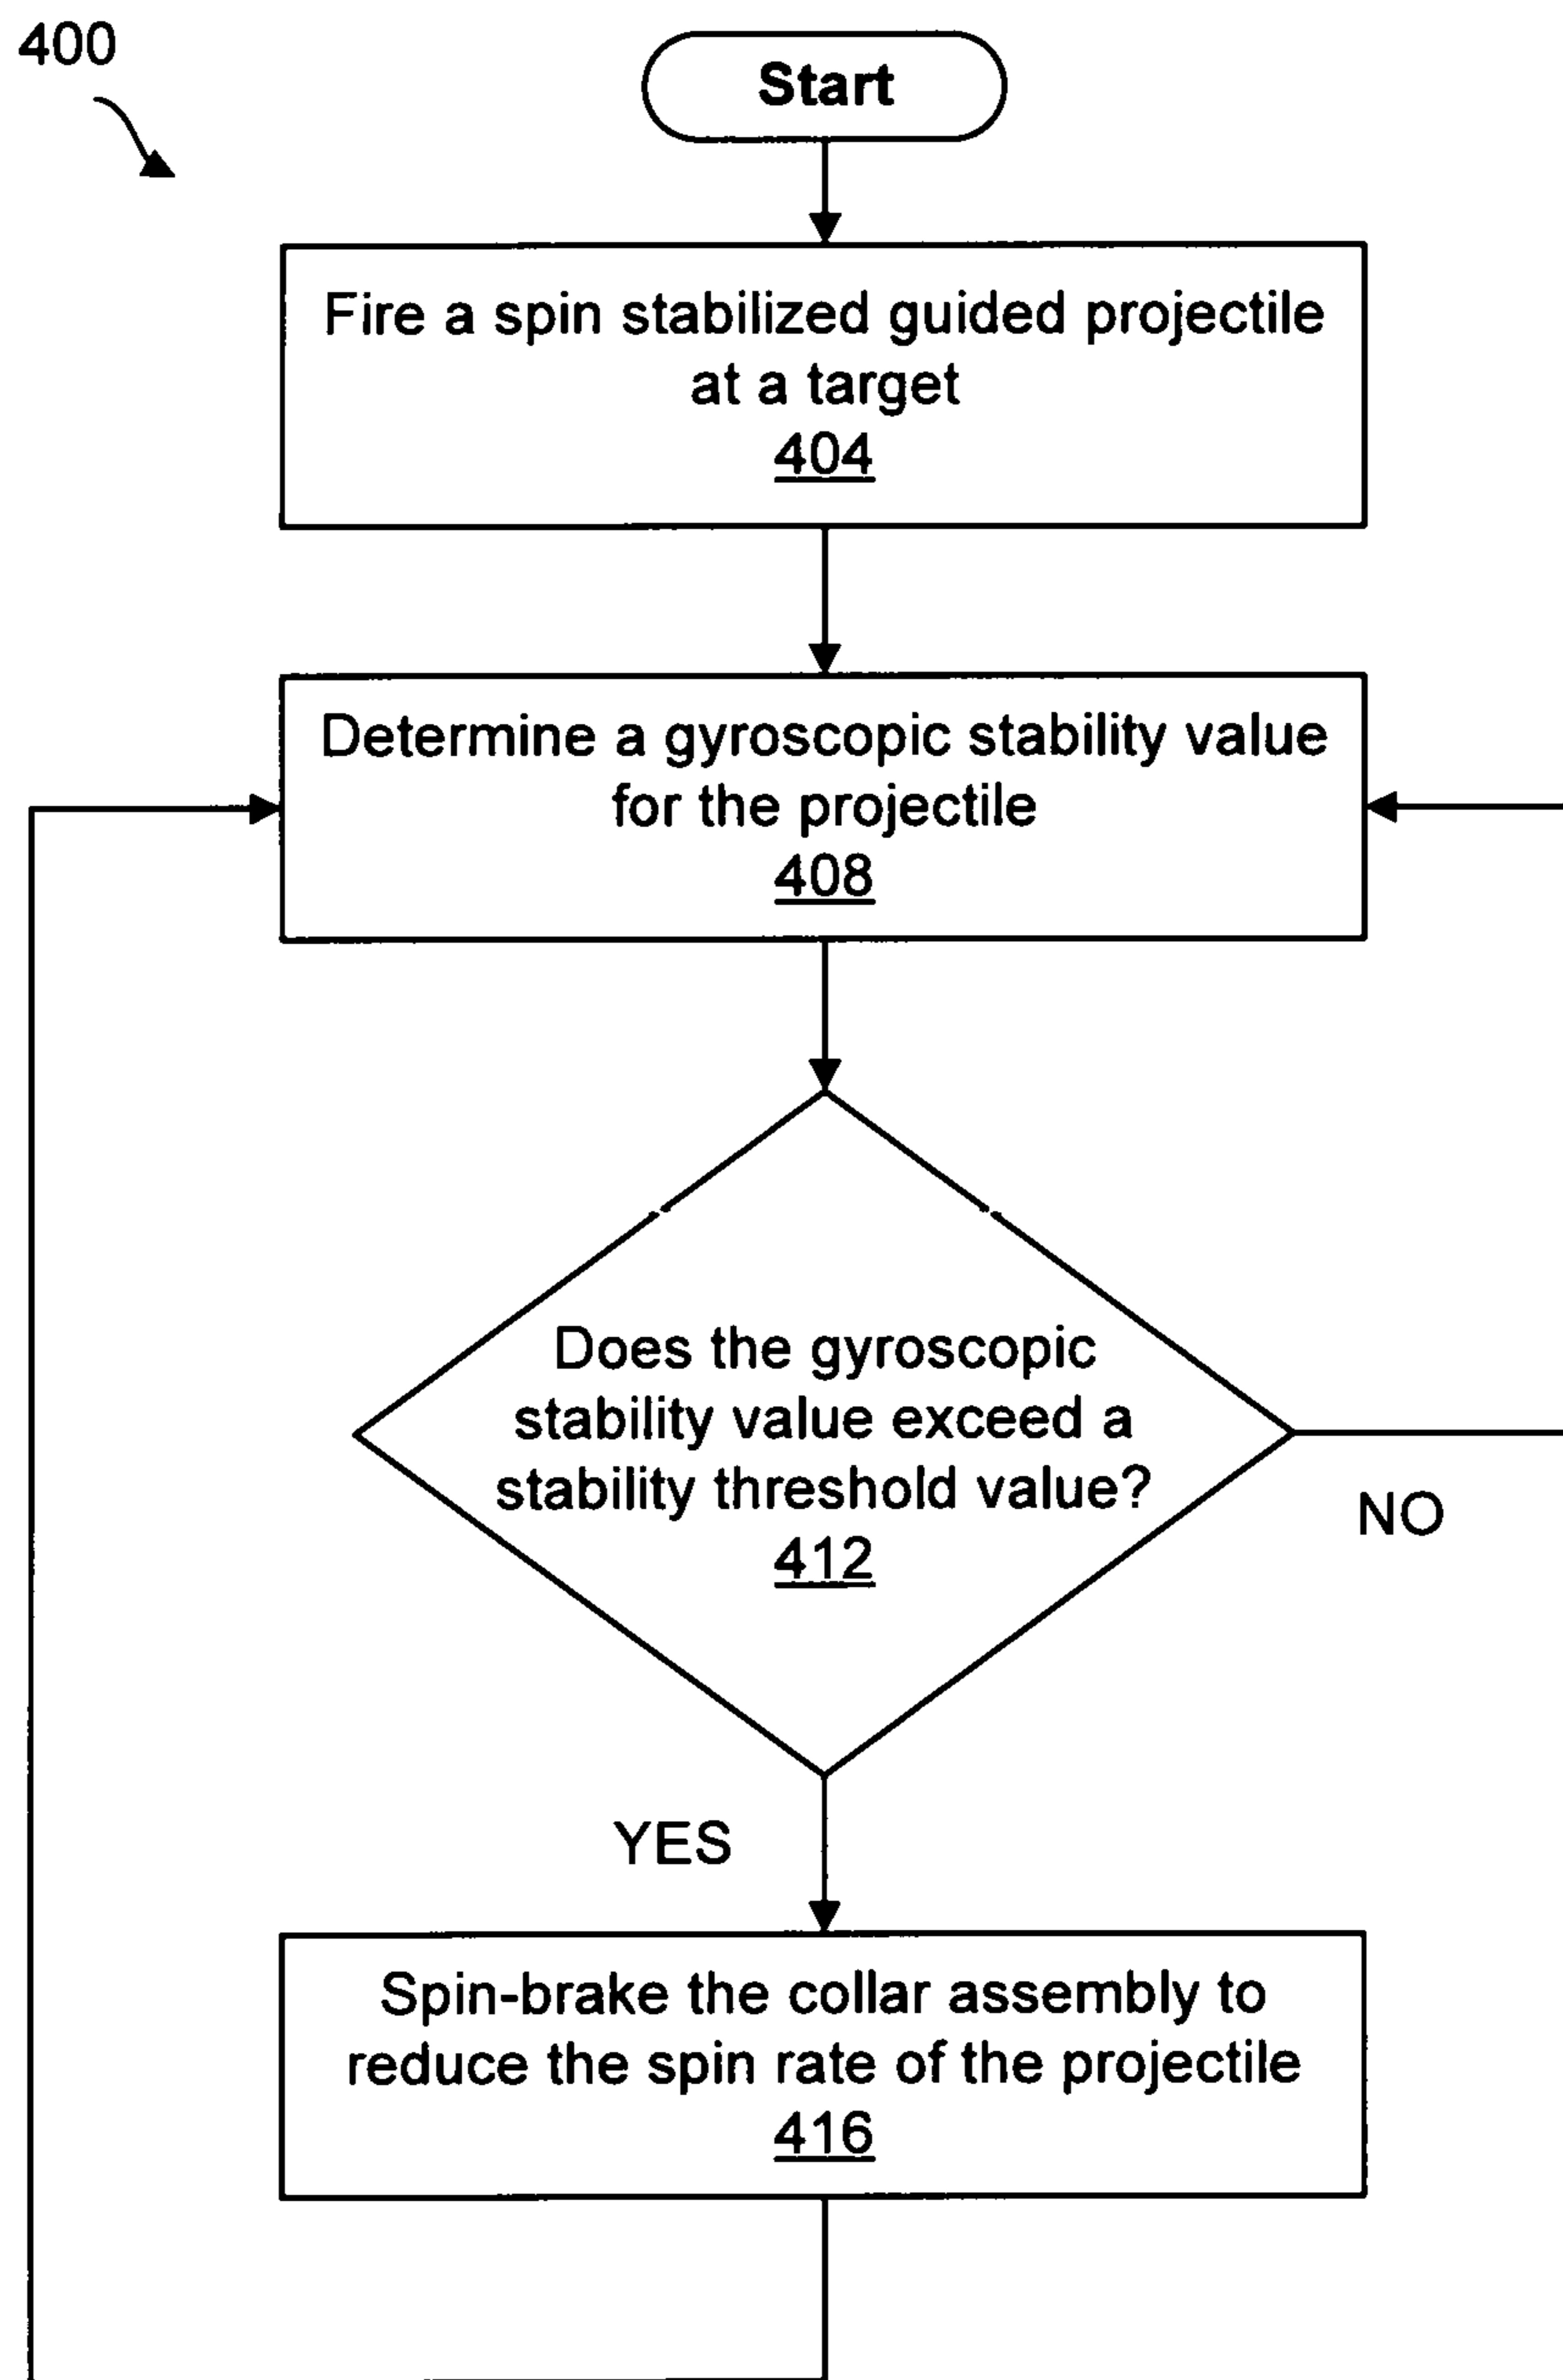 400
Start
Fire a spin stabilized guided projectile
at a target
404
Determine a gyroscopic stability value
for the projectile
408
Does the gyroscopic
stability value exceed a
stability threshold value?
412
NO
YES
Spin-brake the collar assembly to
reduce the spin rate of the projectile
416